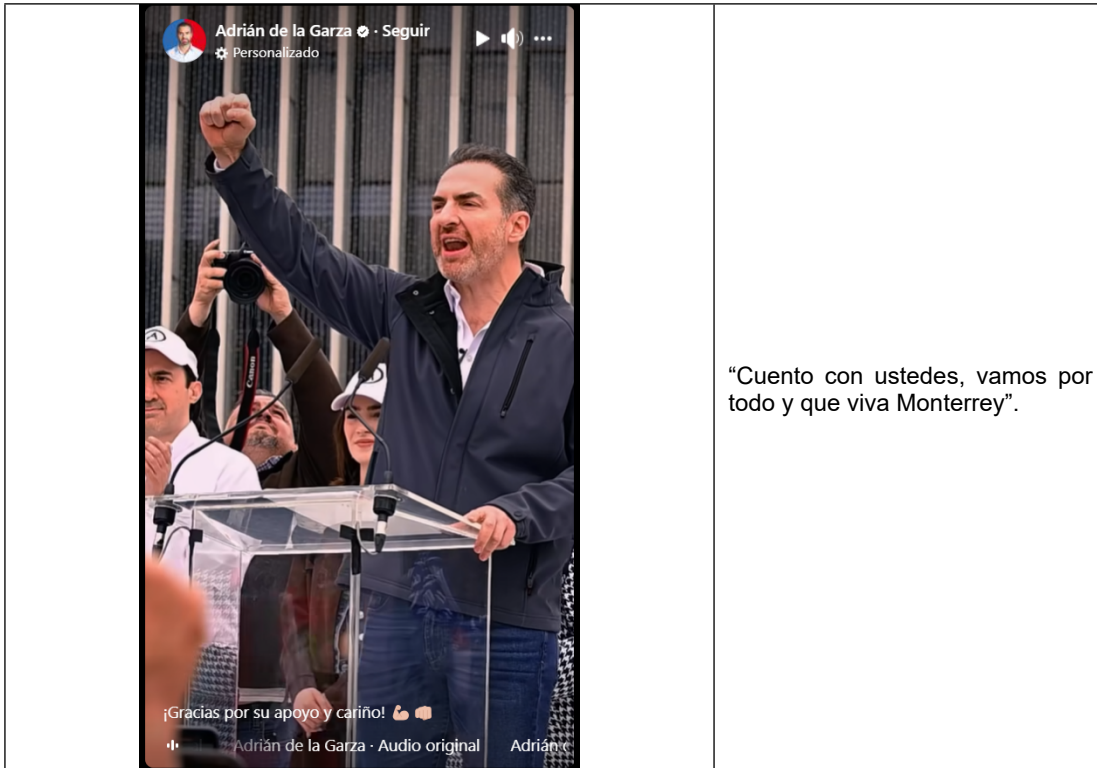 Adrián de la Garza · Seguir
Personalizado
Canon
¡Gracias por su apoyo y cariño! 💪🏼 👊🏼
Adrián de la Garza · Audio original Adrián
“Cuento con ustedes, vamos por
todo y que viva Monterrey”.